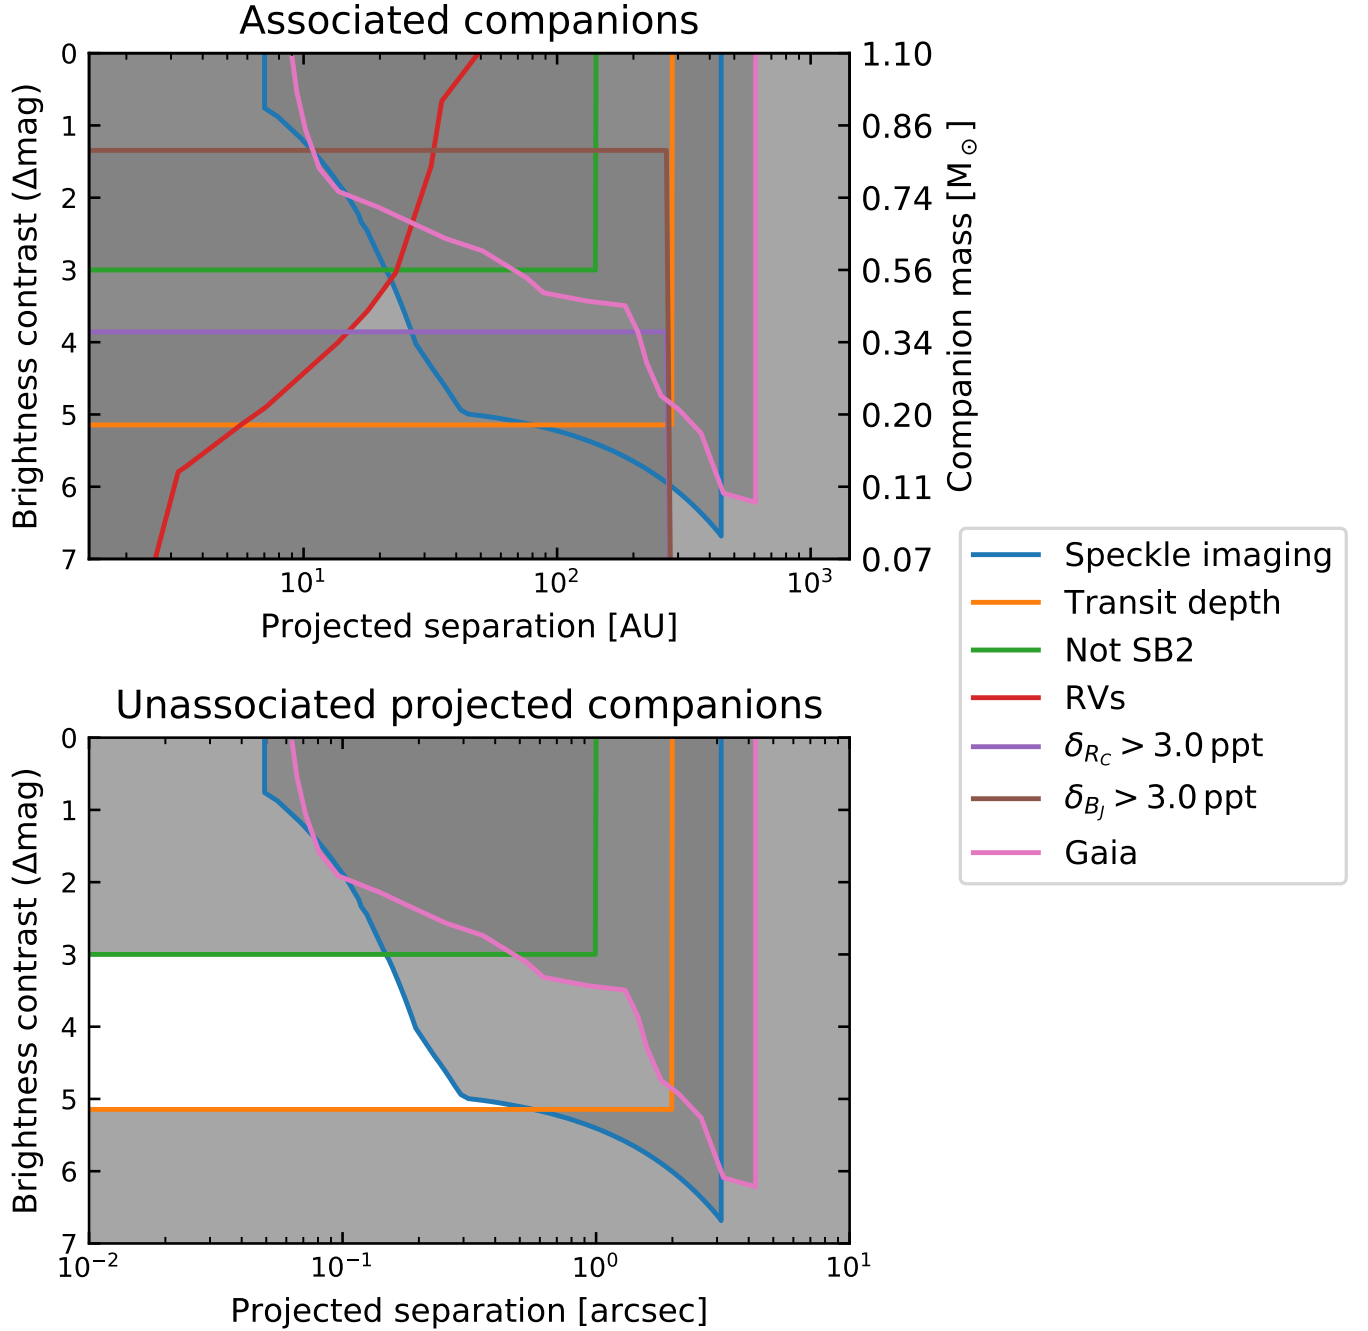 Associated companions
0
1
2
3
4
5
6
7
Brightness contrast (Δmag)
1.10
0.86
0.74
0.56
0.34
0.20
0.11
0.07
Companion mass [M⊙]
10¹ 10² 10³
Projected separation [AU]
Speckle imaging
Transit depth
Not SB2
RVs
δ_{R_C} > 3.0 ppt
δ_{B_J} > 3.0 ppt
Gaia
Unassociated projected companions
0
1
2
3
4
5
6
7
Brightness contrast (Δmag)
10⁻² 10⁻¹ 10⁰ 10¹
Projected separation [arcsec]